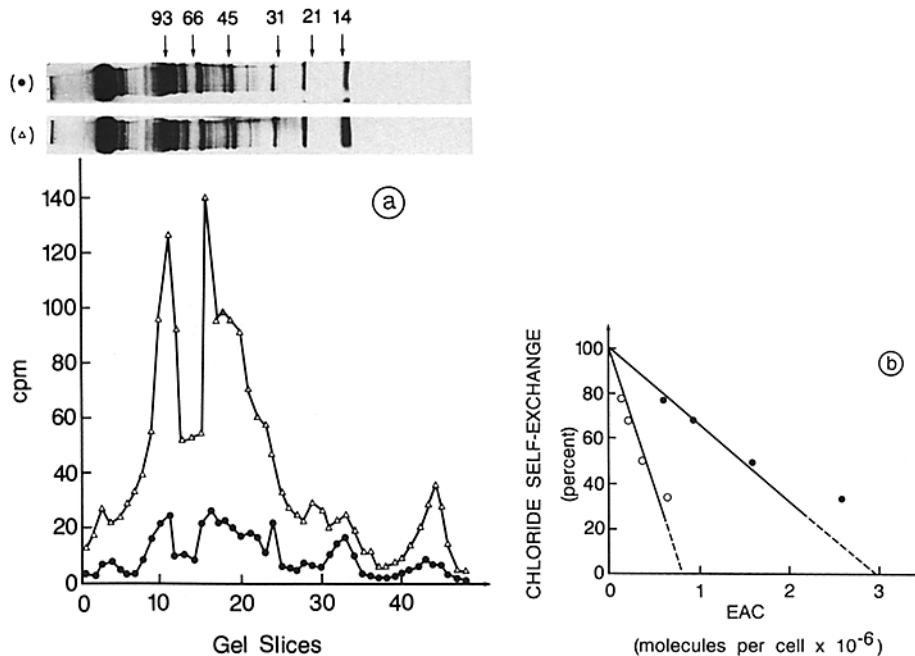 93 66 45 31 21 14
(●)
(△)
a
140
120
100
80
60
40
20
0
cpm
0 10 20 30 40
Gel Slices
b
CHLORIDE SELF-EXCHANGE
(percent)
100
80
60
40
20
0
0 1 2 3
EAC
(molecules per cell x 10⁻⁶)